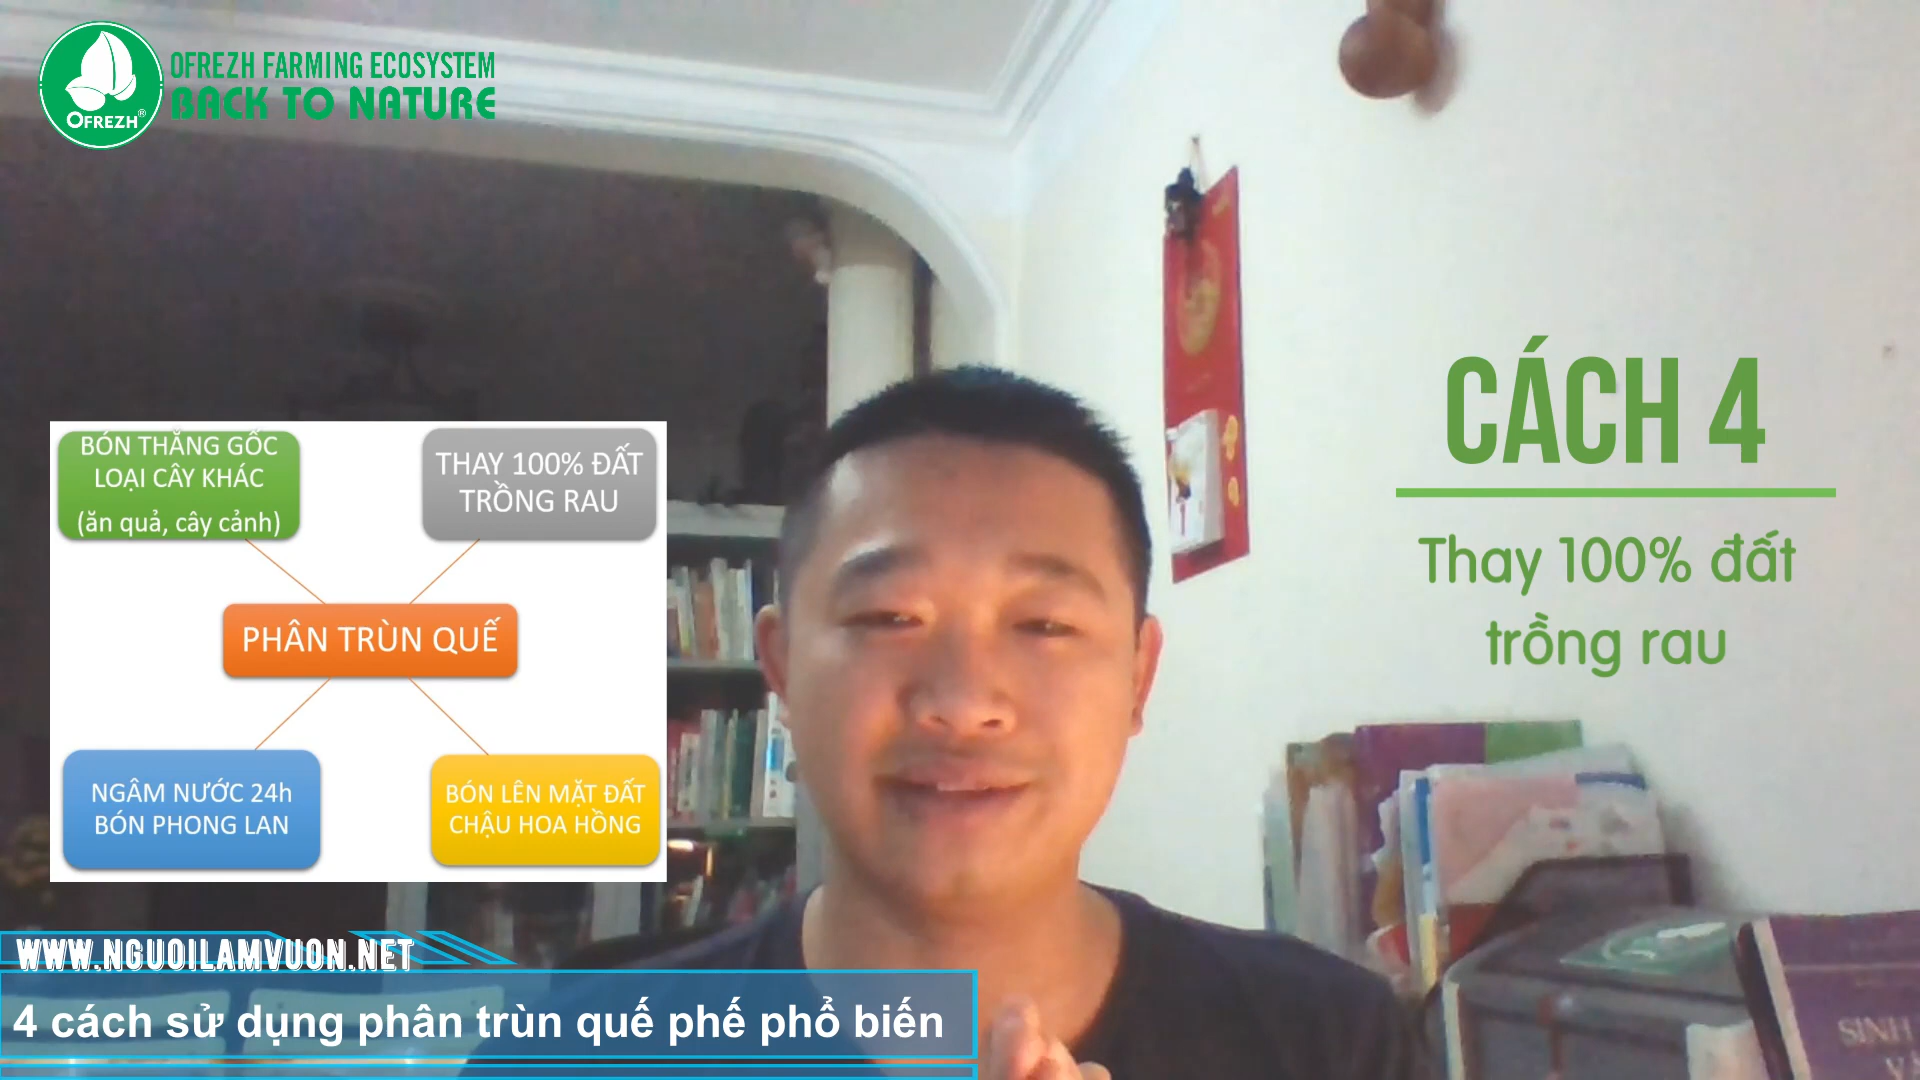 OFREZH FARMING ECOSYSTEM
BACK TO NATURE
OFREZH®
CÁCH 4
Thay 100% đất
trồng rau
BÓN THẲNG GỐC
LOẠI CÂY KHÁC
(ăn quả, cây cảnh)
THAY 100% ĐẤT
TRỒNG RAU
PHÂN TRÙN QUẾ
NGÂM NƯỚC 24h
BÓN PHONG LAN
BÓN LÊN MẶT ĐẤT
CHẬU HOA HỒNG
WWW.NGUOILAMVUON.NET
4 cách sử dụng phân trùn quế phế phổ biến
SINH